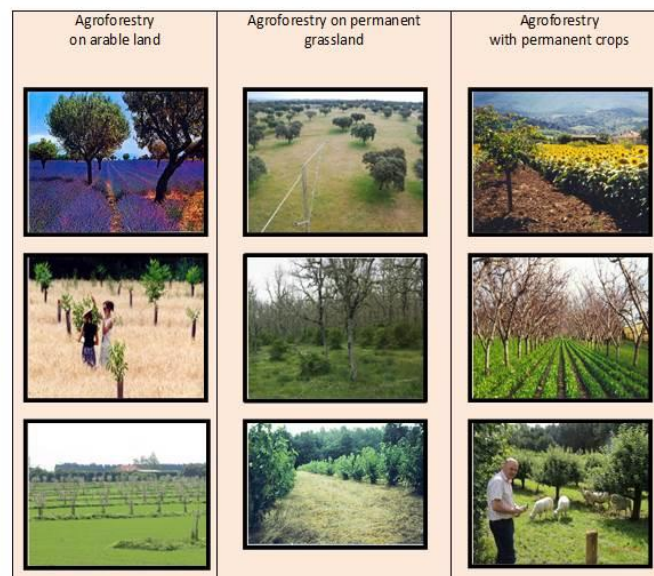 Agroforestry
on arable land
Agroforestry on permanent
grassland
Agroforestry
with permanent crops